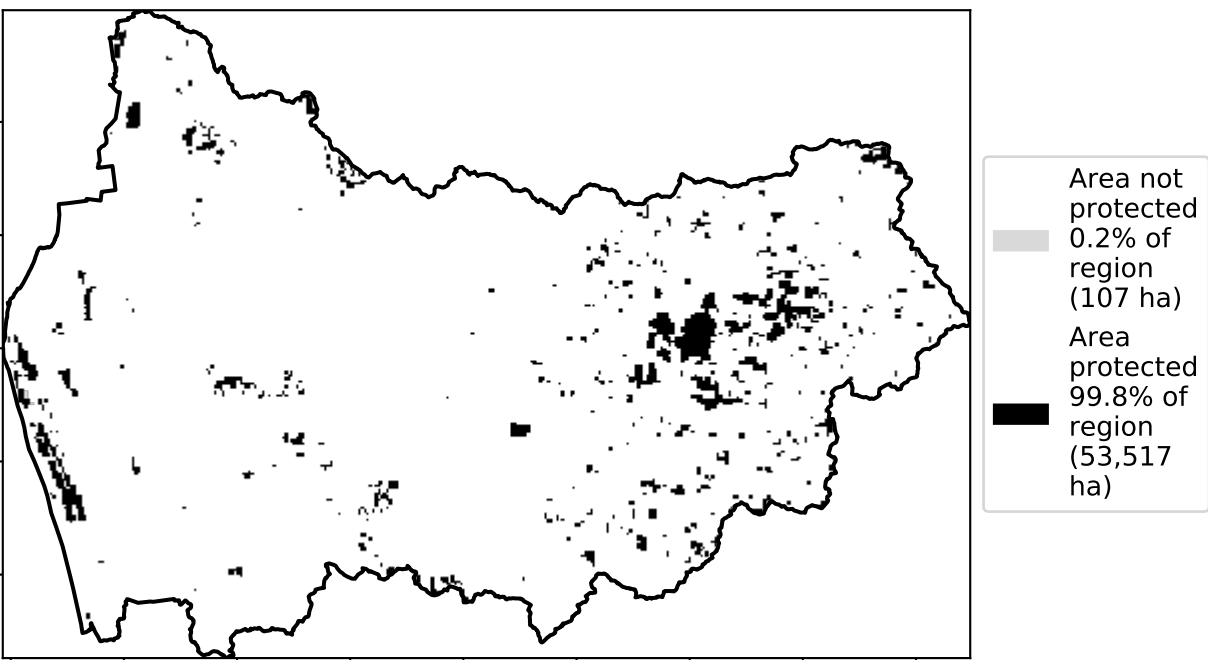 Area not
protected
0.2% of
region
(107 ha)
Area
protected
99.8% of
region
(53,517
ha)